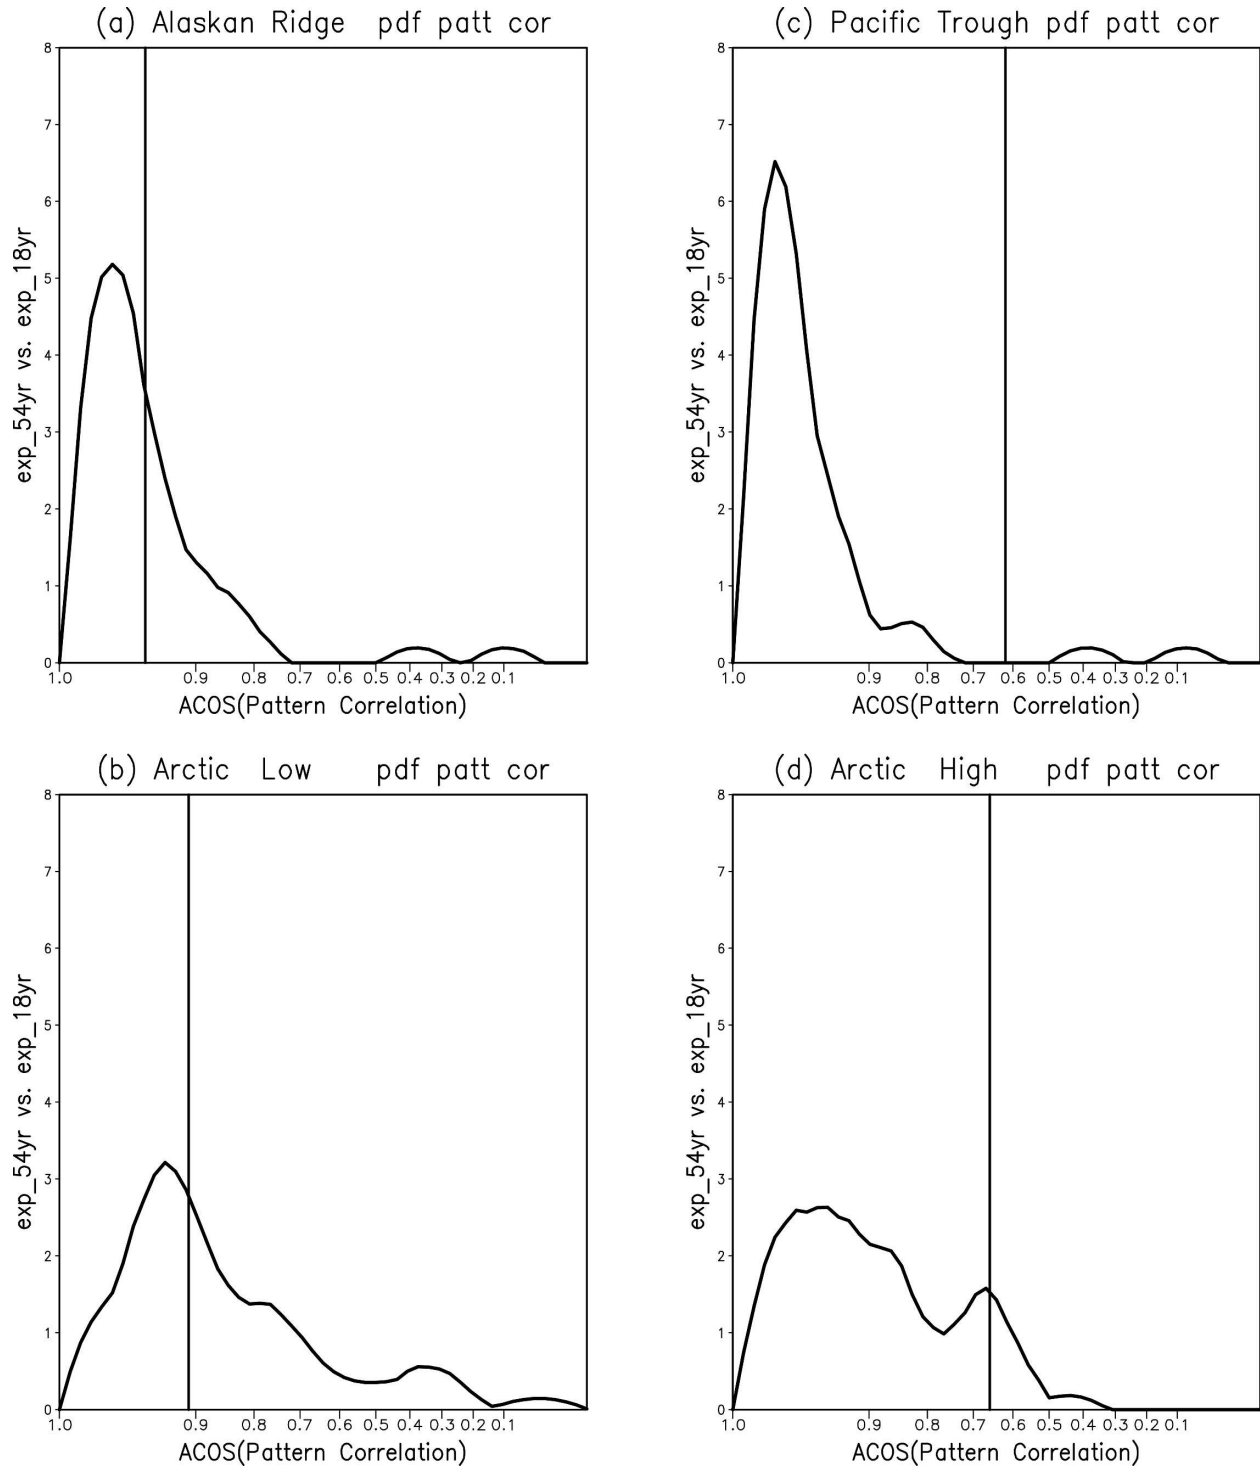 (a) Alaskan Ridge pdf patt cor
8
7
6
5
4
3
2
1
0
exp_54yr vs. exp_18yr
1.0 0.9 0.8 0.7 0.6 0.5 0.4 0.3 0.2 0.1
ACOS(Pattern Correlation)
(c) Pacific Trough pdf patt cor
8
7
6
5
4
3
2
1
0
exp_54yr vs. exp_18yr
1.0 0.9 0.8 0.7 0.6 0.5 0.4 0.3 0.2 0.1
ACOS(Pattern Correlation)
(b) Arctic Low pdf patt cor
8
7
6
5
4
3
2
1
0
exp_54yr vs. exp_18yr
1.0 0.9 0.8 0.7 0.6 0.5 0.4 0.3 0.2 0.1
ACOS(Pattern Correlation)
(d) Arctic High pdf patt cor
8
7
6
5
4
3
2
1
0
exp_54yr vs. exp_18yr
1.0 0.9 0.8 0.7 0.6 0.5 0.4 0.3 0.2 0.1
ACOS(Pattern Correlation)